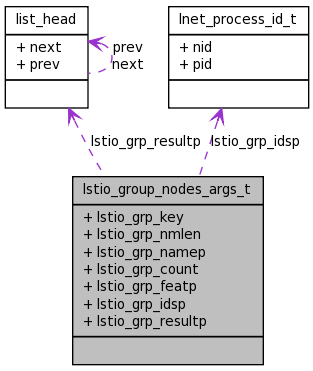 list_head
+ next
+ prev
prev
next
lnet_process_id_t
+ nid
+ pid
lstio_grp_resultp
lstio_grp_idsp
lstio_group_nodes_args_t
+ lstio_grp_key
+ lstio_grp_nmlen
+ lstio_grp_namep
+ lstio_grp_count
+ lstio_grp_featp
+ lstio_grp_idsp
+ lstio_grp_resultp